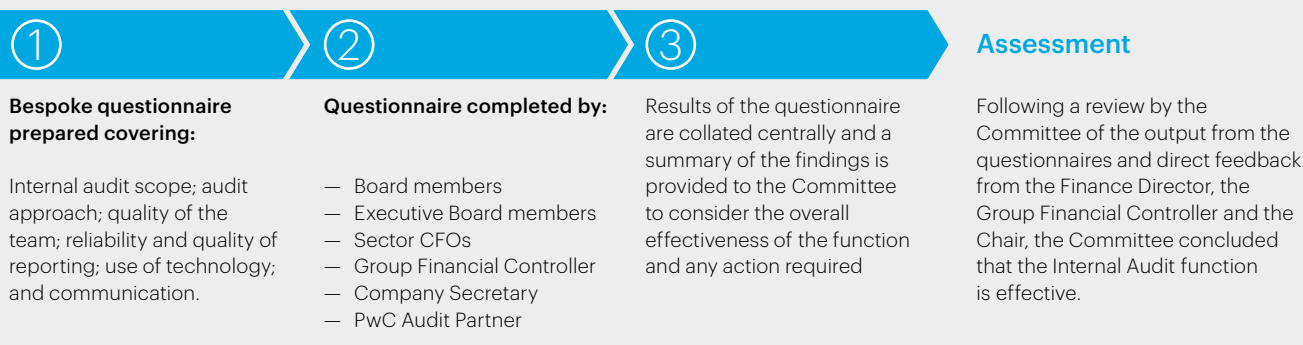 1
Bespoke questionnaire
prepared covering:
Internal audit scope; audit
approach; quality of the
team; reliability and quality of
reporting; use of technology;
and communication.
2
Questionnaire completed by:
— Board members
— Executive Board members
— Sector CFOs
— Group Financial Controller
— Company Secretary
— PwC Audit Partner
3
Results of the questionnaire
are collated centrally and a
summary of the findings is
provided to the Committee
to consider the overall
effectiveness of the function
and any action required
Assessment
Following a review by the
Committee of the output from the
questionnaires and direct feedback
from the Finance Director, the
Group Financial Controller and the
Chair, the Committee concluded
that the Internal Audit function
is effective.